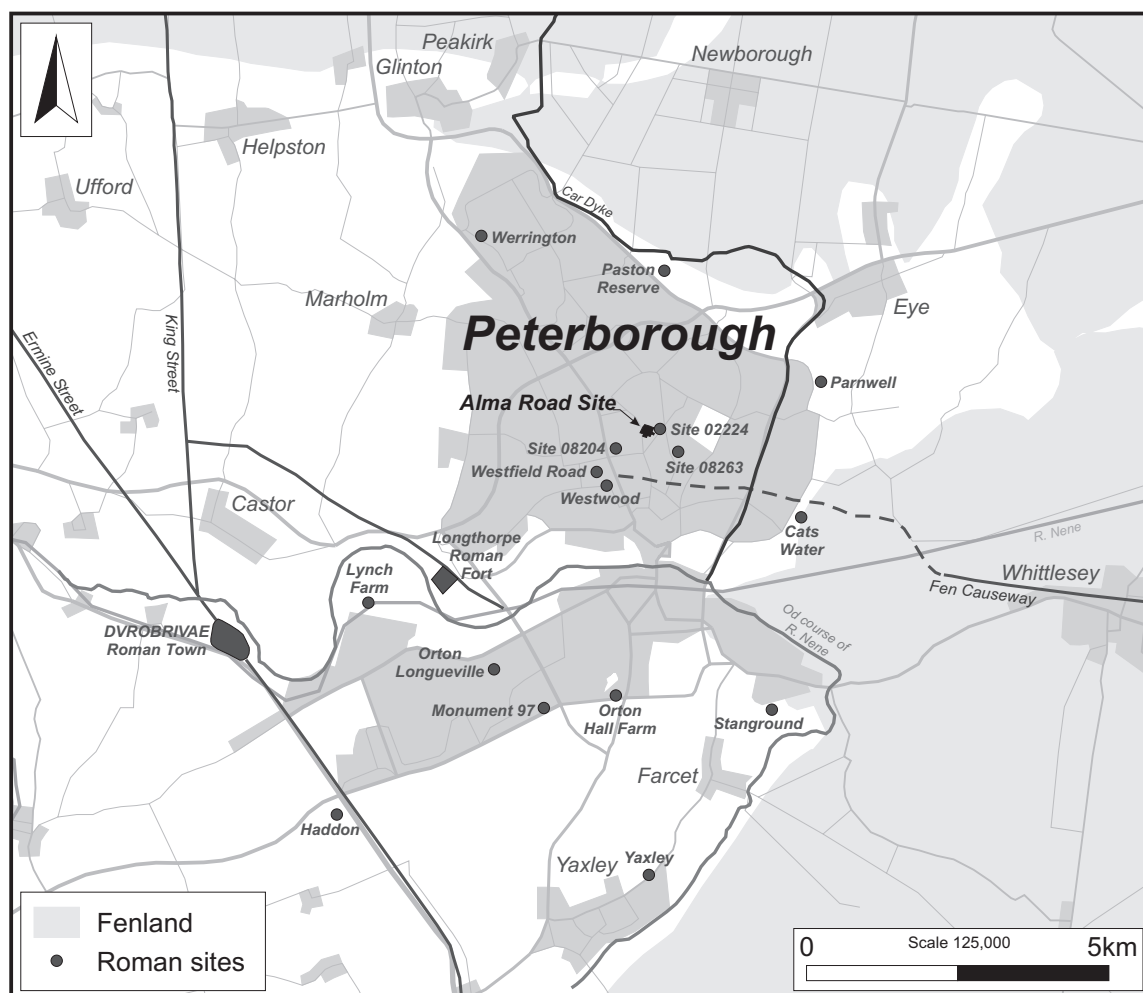 Peakirk
Glinton
Newborough
Helpston
Ufford
Car Dyke
Werrington
Paston
Reserve
Marholm
Eye
Peterborough
King Street
Ermine Street
Parnwell
Alma Road Site
Site 02224
Site 08204
Site 08263
Westfield Road
Westwood
Castor
Cats
Water
R. Nene
Longthorpe
Roman
Fort
Lynch
Farm
Whittlesey
Fen Causeway
DVROBRIVAE
Roman Town
Od course of
R. Nene
Orton
Longueville
Monument 97
Orton
Hall Farm
Stanground
Farcet
Haddon
Yaxley
Yaxley
Fenland
Roman sites
0
Scale 125,000
5km